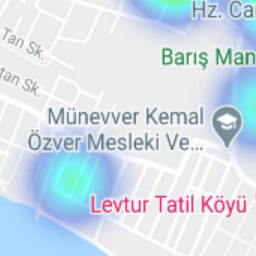 Hz. Ca
Tan Sk.
Barış Man
tan Sk.
Münevver Kemal
Özver Mesleki Ve...
Levtur Tatil Köyü